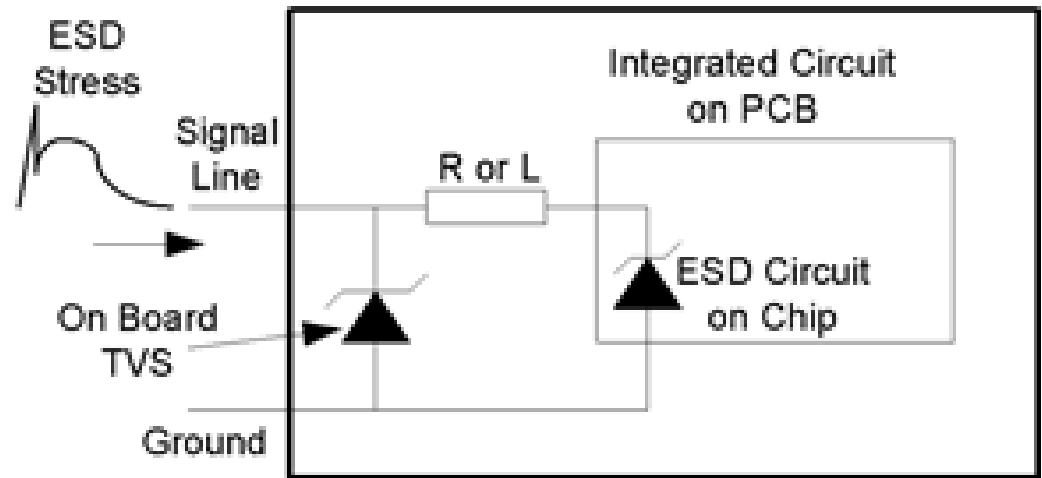 ESD
Stress
Signal
Line
R or L
Integrated Circuit
on PCB
ESD Circuit
on Chip
On Board
TVS
Ground